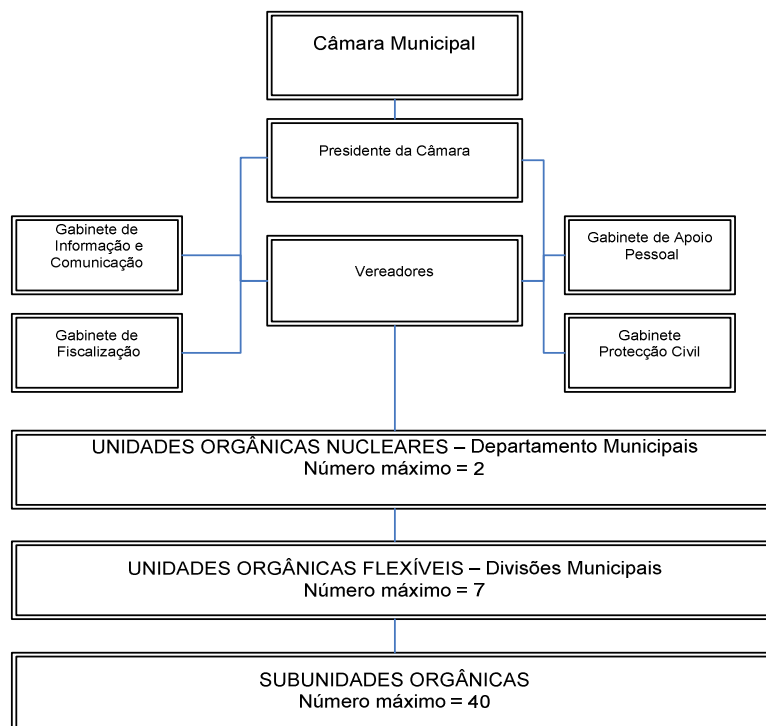 Câmara Municipal
Presidente da Câmara
Gabinete de
Informação e
Comunicação
Vereadores
Gabinete de Apoio
Pessoal
Gabinete de
Fiscalização
Gabinete
Protecção Civil
UNIDADES ORGÂNICAS NUCLEARES – Departamento Municipais
Número máximo = 2
UNIDADES ORGÂNICAS FLEXÍVEIS – Divisões Municipais
Número máximo = 7
SUBUNIDADES ORGÂNICAS
Número máximo = 40